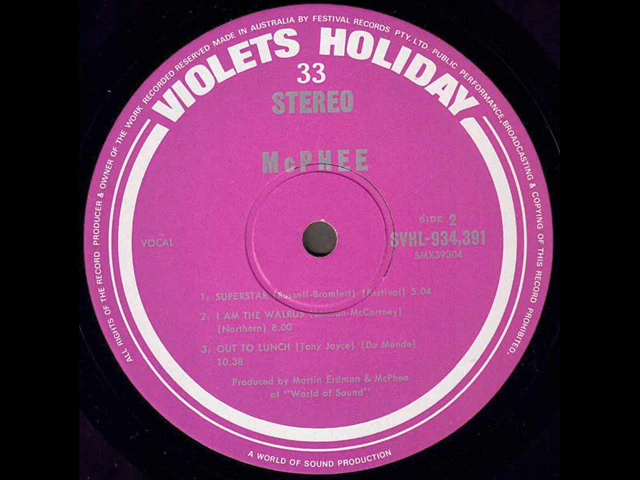 ALL RIGHTS OF THE RECORD PRODUCER & OWNER OF THE WORK RECORDED RESERVED MADE IN AUSTRALIA BY FESTIVAL RECORDS PTY. LTD. PUBLIC PERFORMANCE, BROADCASTING & COPYING OF THIS RECORD PROHIBITED.
VIOLETS HOLIDAY
33
STEREO
McPHEE
SIDE 2
VOCAL
SVHL-934,391
SMX39304
1: SUPERSTAR (Russell-Bramlett) (Festival) 5.04
2: I AM THE WALRUS (Lennon-McCartney)
(Northern) 8.00
3: OUT TO LUNCH (Tony Joyce) (Du Monde)
10.38
Produced by Martin Erdman & McPhee
of "World of Sound"
A WORLD OF SOUND PRODUCTION